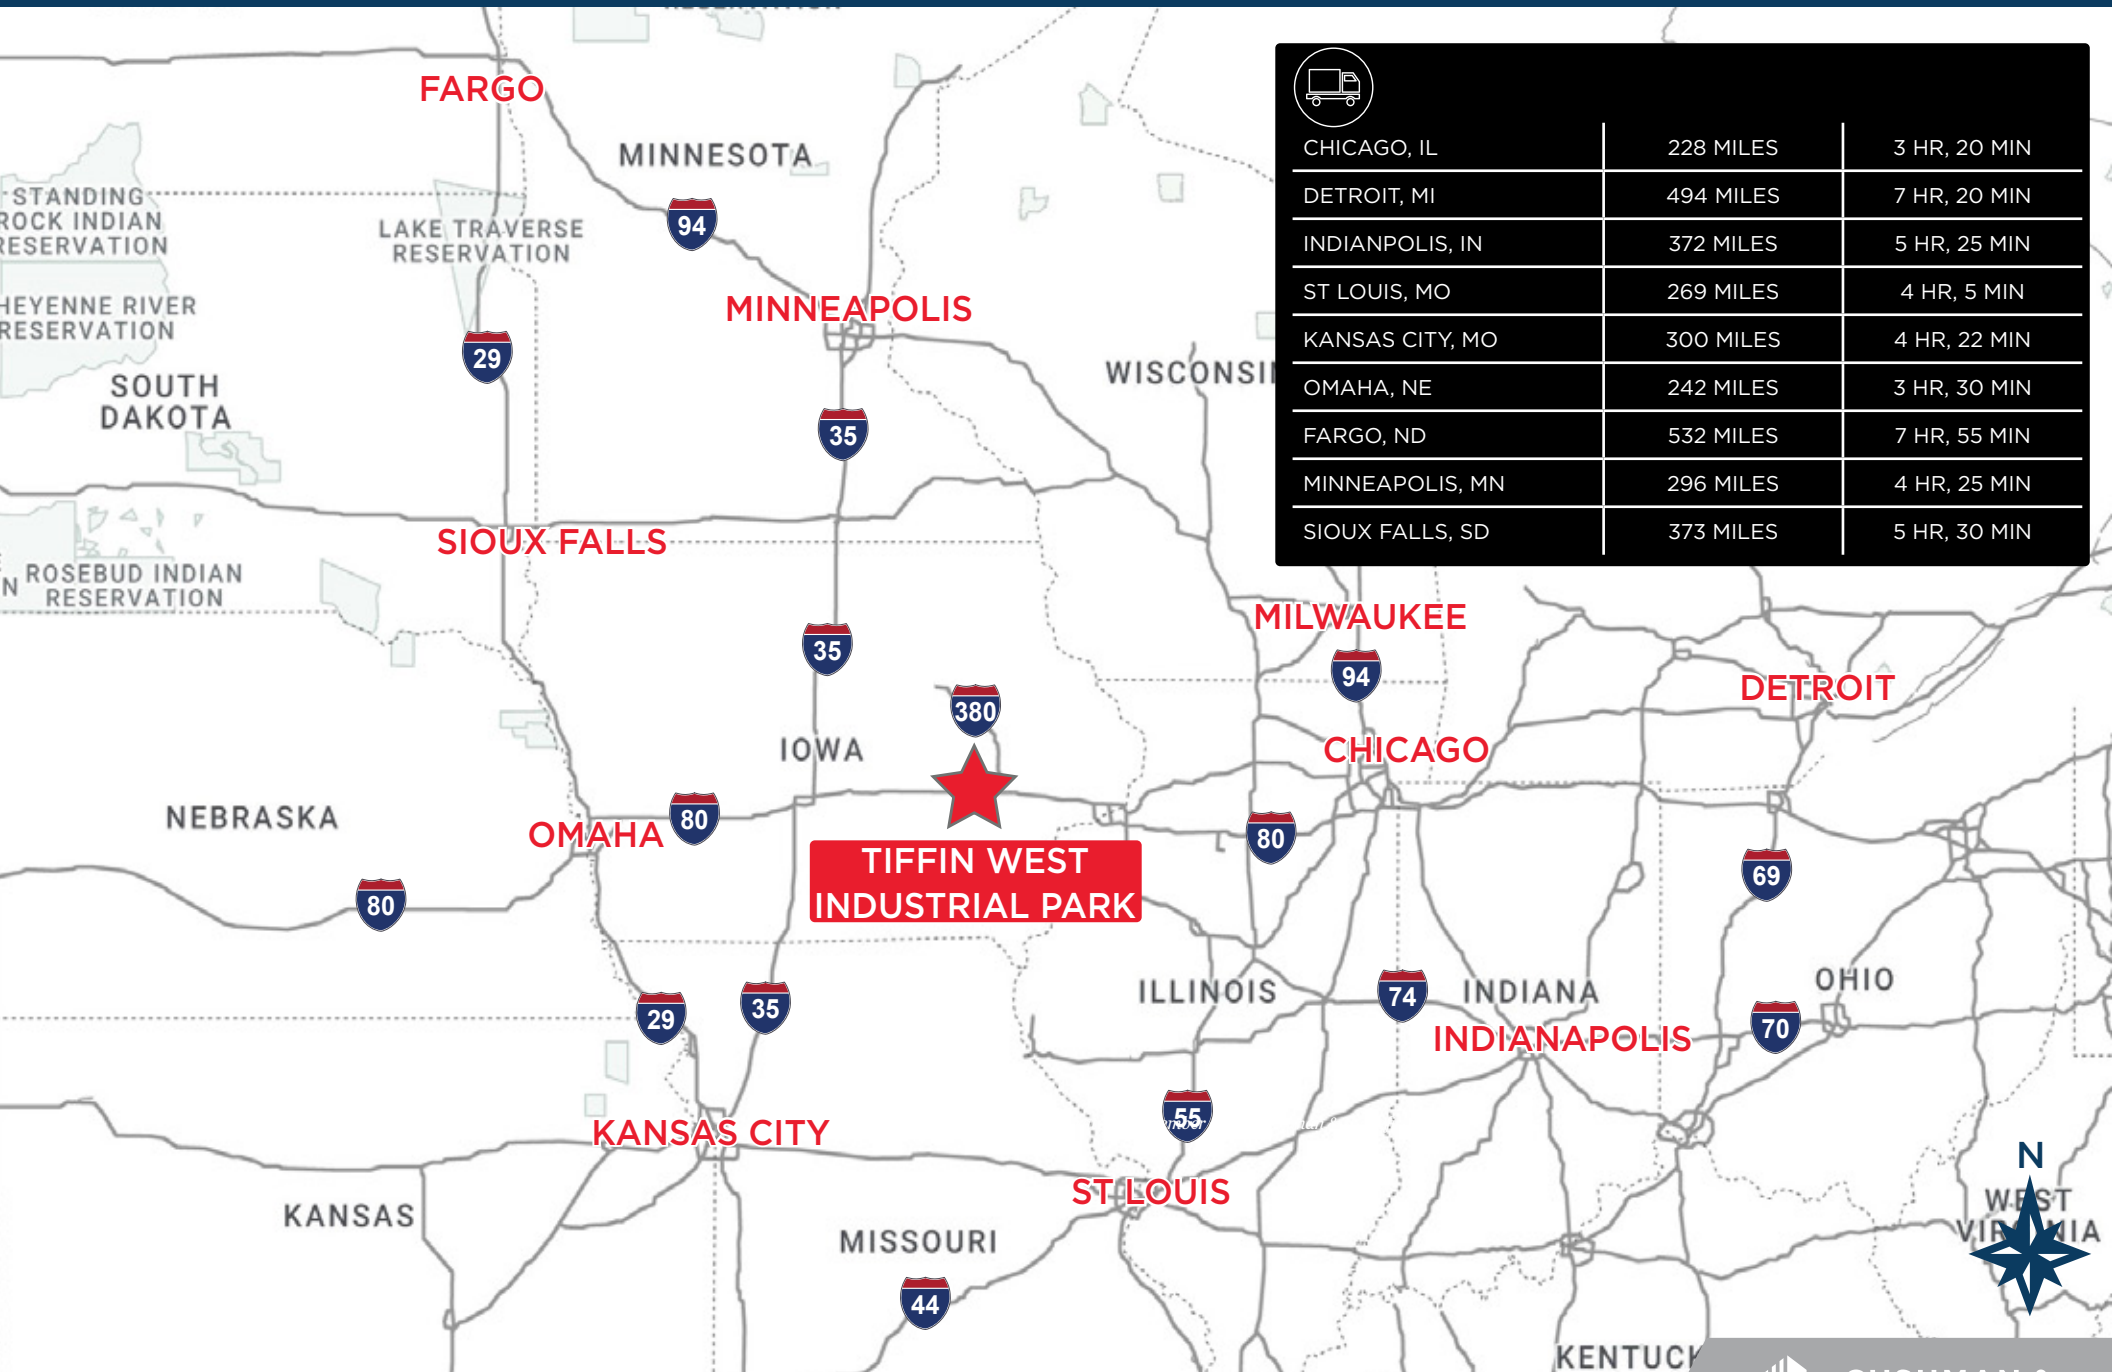 FARGO
MINNESOTA
STANDING
ROCK INDIAN
RESERVATION
LAKE TRAVERSE
RESERVATION
94
HEYENNE RIVER
RESERVATION
MINNEAPOLIS
29
SOUTH
DAKOTA
35
WISCONSIN
CHICAGO, IL 228 MILES 3 HR, 20 MIN
DETROIT, MI 494 MILES 7 HR, 20 MIN
INDIANPOLIS, IN 372 MILES 5 HR, 25 MIN
ST LOUIS, MO 269 MILES 4 HR, 5 MIN
KANSAS CITY, MO 300 MILES 4 HR, 22 MIN
OMAHA, NE 242 MILES 3 HR, 30 MIN
FARGO, ND 532 MILES 7 HR, 55 MIN
MINNEAPOLIS, MN 296 MILES 4 HR, 25 MIN
SIOUX FALLS, SD 373 MILES 5 HR, 30 MIN
SIOUX FALLS
ROSEBUD INDIAN
RESERVATION
MILWAUKEE
35
94
DETROIT
380
IOWA
CHICAGO
NEBRASKA
OMAHA
80
80
TIFFIN WEST
INDUSTRIAL PARK
69
80
ILLINOIS
74
INDIANA
OHIO
29
35
INDIANAPOLIS
70
55
KANSAS CITY
N
ST LOUIS
KANSAS
MISSOURI
WEST
VIRGINIA
44
KENTUCK